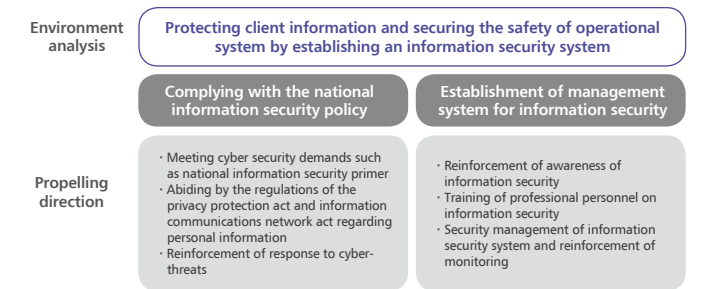 Environment
analysis
Protecting client information and securing the safety of operational
system by establishing an information security system
Complying with the national
information security policy
Establishment of management
system for information security
Propelling
direction
· Meeting cyber security demands such
as national information security primer
· Abiding by the regulations of the
privacy protection act and information
communications network act regarding
personal information
· Reinforcement of response to cyber-
threats
· Reinforcement of awareness of
information security
· Training of professional personnel on
information security
· Security management of information
security system and reinforcement of
monitoring